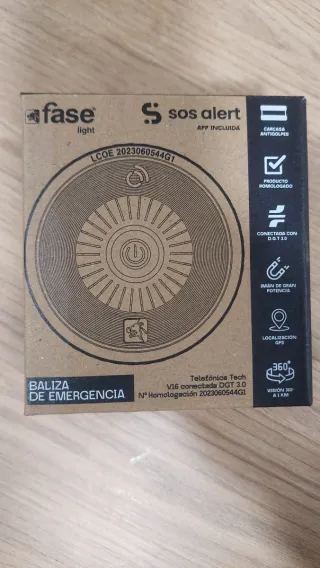 fase
light
sos alert
APP INCLUIDA
LCOE 2023060544G1
CARCASA
ANTIGOLPES
PRODUCTO
HOMOLOGADO
CONECTADA CON
D.G.T 3.0
IMÁN DE GRAN
POTENCIA
LOCALIZACIÓN
GPS
360°
VISIÓN 360°
A 1 KM
BALIZA
DE EMERGENCIA
Telefónica Tech
V16 conectada DGT 3.0
Nº Homologación 2023060544G1